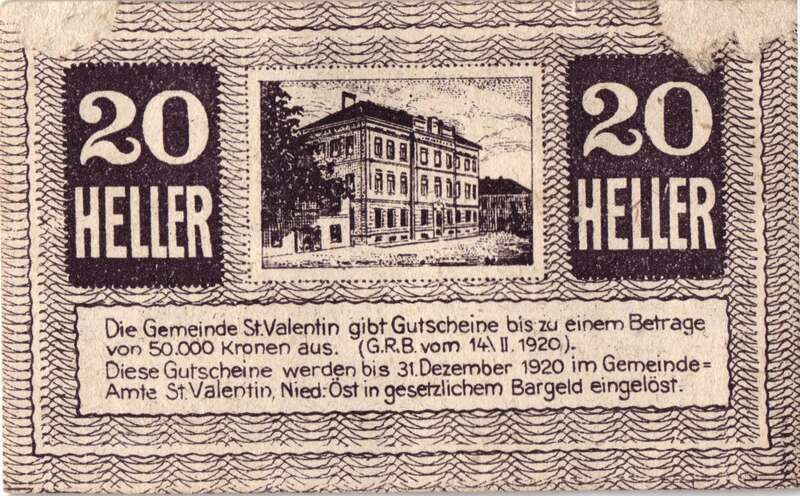 20
HELLER
20
HELLER
Die Gemeinde St.Valentin gibt Gutscheine bis zu einem Betrage
von 50.000 Kronen aus. (G.R.B. vom 14.\II. 1920).
Diese Gutscheine werden bis 31.Dezember 1920 im Gemeinde=
Amte St.Valentin, Nied:Öst in gesetzlichem Bargeld eingelöst.